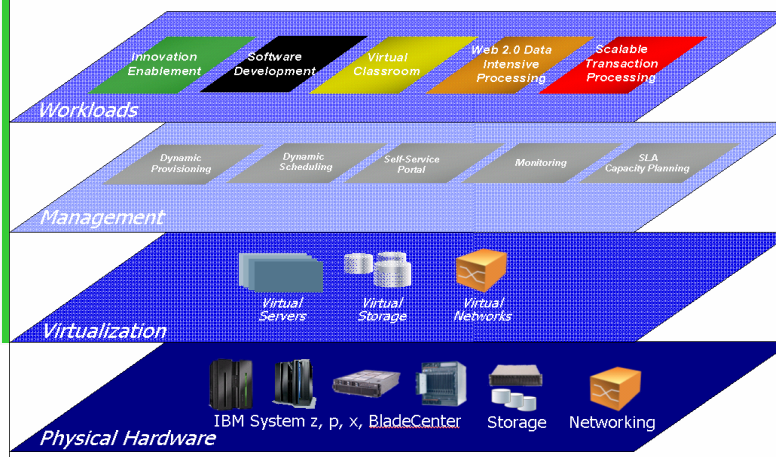 Innovation
Enablement
Software
Development
Virtual
Classroom
Web 2.0 Data
Intensive
Processing
Scalable
Transaction
Processing
Workloads
Dynamic
Provisioning
Dynamic
Scheduling
Self-Service
Portal
Monitoring
SLA
Capacity Planning
Management
Virtual
Servers
Virtual
Storage
Virtual
Networks
Virtualization
IBM System z, p, x, BladeCenter
Storage
Networking
Physical Hardware